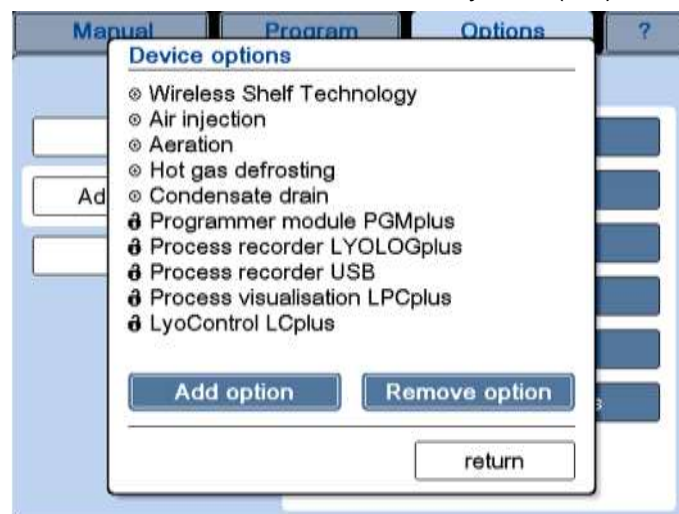 Manual Program Options ?
Device options
Wireless Shelf Technology
Air injection
Aeration
Hot gas defrosting
Condensate drain
Ad
Programmer module PGMplus
Process recorder LYOLOGplus
Process recorder USB
Process visualisation LPCplus
LyoControl LCplus
Add option Remove option
return